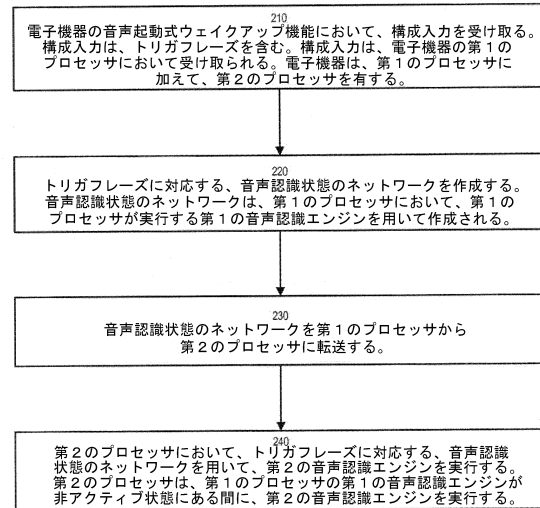 210
電子機器の音声起動式ウェイクアップ機能において、構成入力を受け取る。
構成入力は、トリガフレーズを含む。構成入力は、電子機器の第１の
プロセッサにおいて受け取られる。電子機器は、第１のプロセッサに
加えて、第２のプロセッサを有する。
220
トリガフレーズに対応する、音声認識状態のネットワークを作成する。
音声認識状態のネットワークは、第１のプロセッサにおいて、第１の
プロセッサが実行する第１の音声認識エンジンを用いて作成される。
230
音声認識状態のネットワークを第１のプロセッサから
第２のプロセッサに転送する。
240
第２のプロセッサにおいて、トリガフレーズに対応する、音声認識
状態のネットワークを用いて、第２の音声認識エンジンを実行する。
第２のプロセッサは、第１のプロセッサの第１の音声認識エンジンが
非アクティブ状態にある間に、第２の音声認識エンジンを実行する。